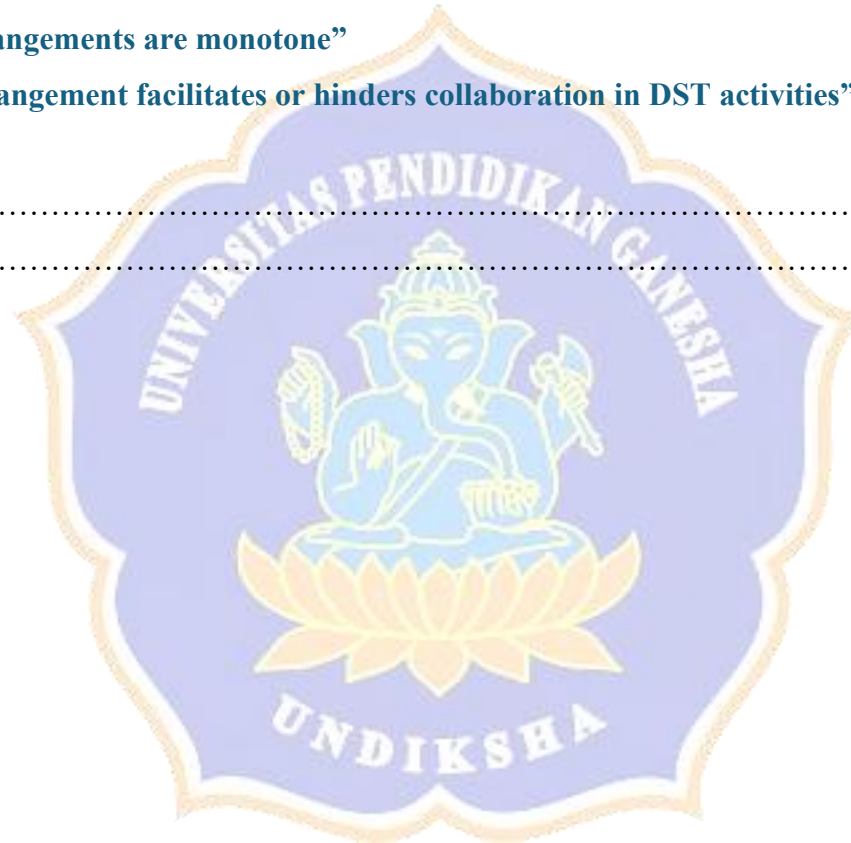 angements are monotone”
angement facilitates or hinders collaboration in DST activities”
……………………………………………………………………………
……………………………………………………………………………
UNIVERSITAS PENDIDIKAN GANESHA
UNDIKSHA